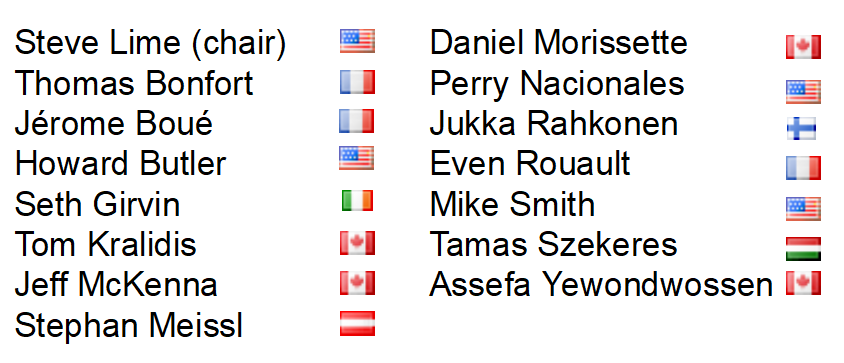 Steve Lime (chair)
Thomas Bonfort
Jérome Boué
Howard Butler
Seth Girvin
Tom Kralidis
Jeff McKenna
Stephan Meissl
Daniel Morissette
Perry Nacionales
Jukka Rahkonen
Even Rouault
Mike Smith
Tamas Szekeres
Assefa Yewondwossen